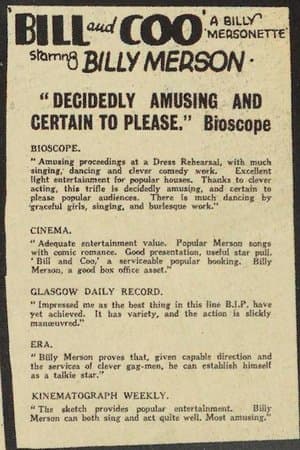 BILL and COO A BILLY
'MERSONETTE'
starring BILLY MERSON.
" DECIDEDLY AMUSING AND
CERTAIN TO PLEASE." Bioscope
BIOSCOPE.
" Amusing proceedings at a Dress Rehearsal, with much
singing, dancing and clever comedy work. Excellent
light entertainment for popular houses. Thanks to clever
acting, this trifle is decidedly amusing, and certain to
please popular audiences. There is much dancing by
graceful girls, singing, and burlesque work."
CINEMA.
" Adequate entertainment value. Popular Merson songs
with comic romance. Good presentation, useful star pull.
' Bill and Coo,' a serviceable popular booking. Billy
Merson, a good box office asset."
GLASGOW DAILY RECORD.
" Impressed me as the best thing in this line B.I.P. have
yet achieved. It has variety, and the action is slickly
manœuvred."
ERA.
" Billy Merson proves that, given capable direction and
the services of clever gag-men, he can establish himself
as a talkie star."
KINEMATOGRAPH WEEKLY.
" The sketch provides popular entertainment. Billy
Merson can both sing and act quite well. Most amusing."